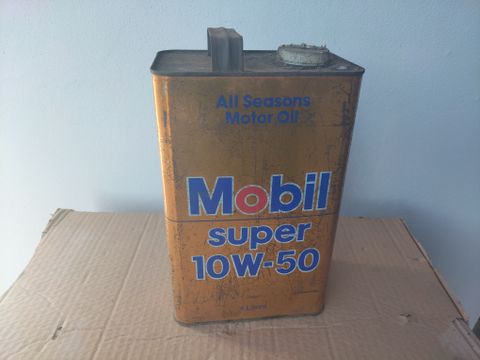 All Seasons
Motor Oil
Mobil
super
10W-50